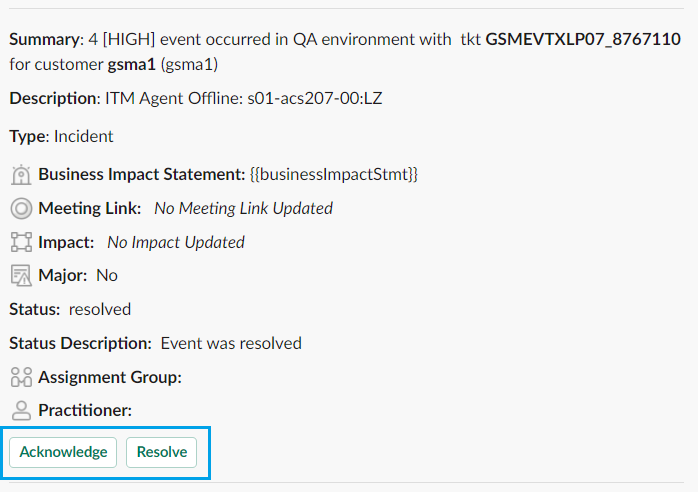 Summary: 4 [HIGH] event occurred in QA environment with tkt GSMEVTXLP07_8767110
for customer gsma1 (gsma1)
Description: ITM Agent Offline: s01-acs207-00:LZ
Type: Incident
Business Impact Statement: {{businessImpactStmt}}
Meeting Link: No Meeting Link Updated
Impact: No Impact Updated
Major: No
Status: resolved
Status Description: Event was resolved
Assignment Group:
Practitioner:
Acknowledge Resolve